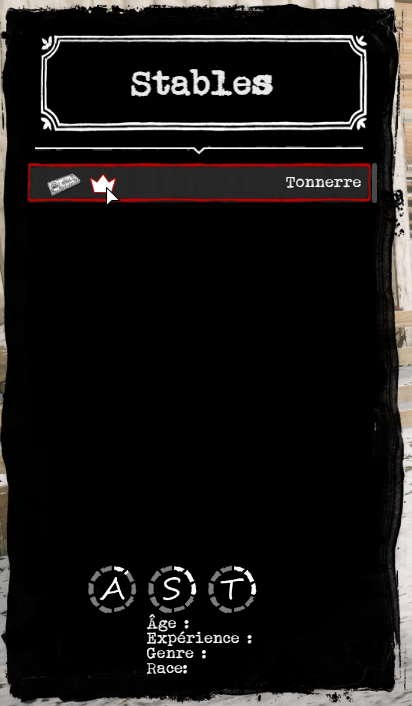 Stables
Tonnerre
A S T
Âge :
Expérience :
Genre :
Race: